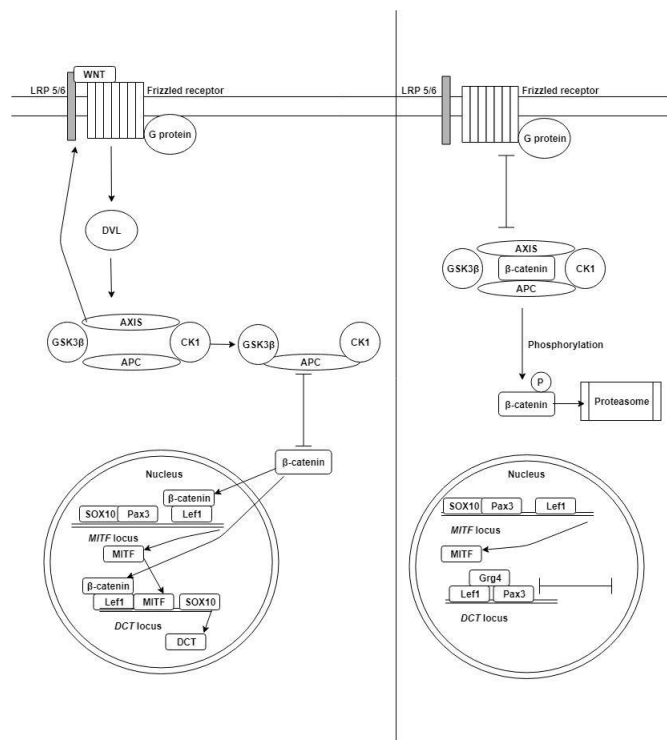 WNT
LRP 5/6
Frizzled receptor
G protein
DVL
AXIS
GSK3β
CK1
APC
GSK3β
CK1
APC
β-catenin
Nucleus
β-catenin
SOX10 Pax3 Lef1
MITF locus
MITF
β-catenin
Lef1 MITF SOX10
DCT locus
DCT
LRP 5/6
Frizzled receptor
G protein
AXIS
GSK3β β-catenin CK1
APC
Phosphorylation
P
β-catenin
Proteasome
Nucleus
SOX10 Pax3 Lef1
MITF locus
MITF
Grg4
Lef1 Pax3
DCT locus